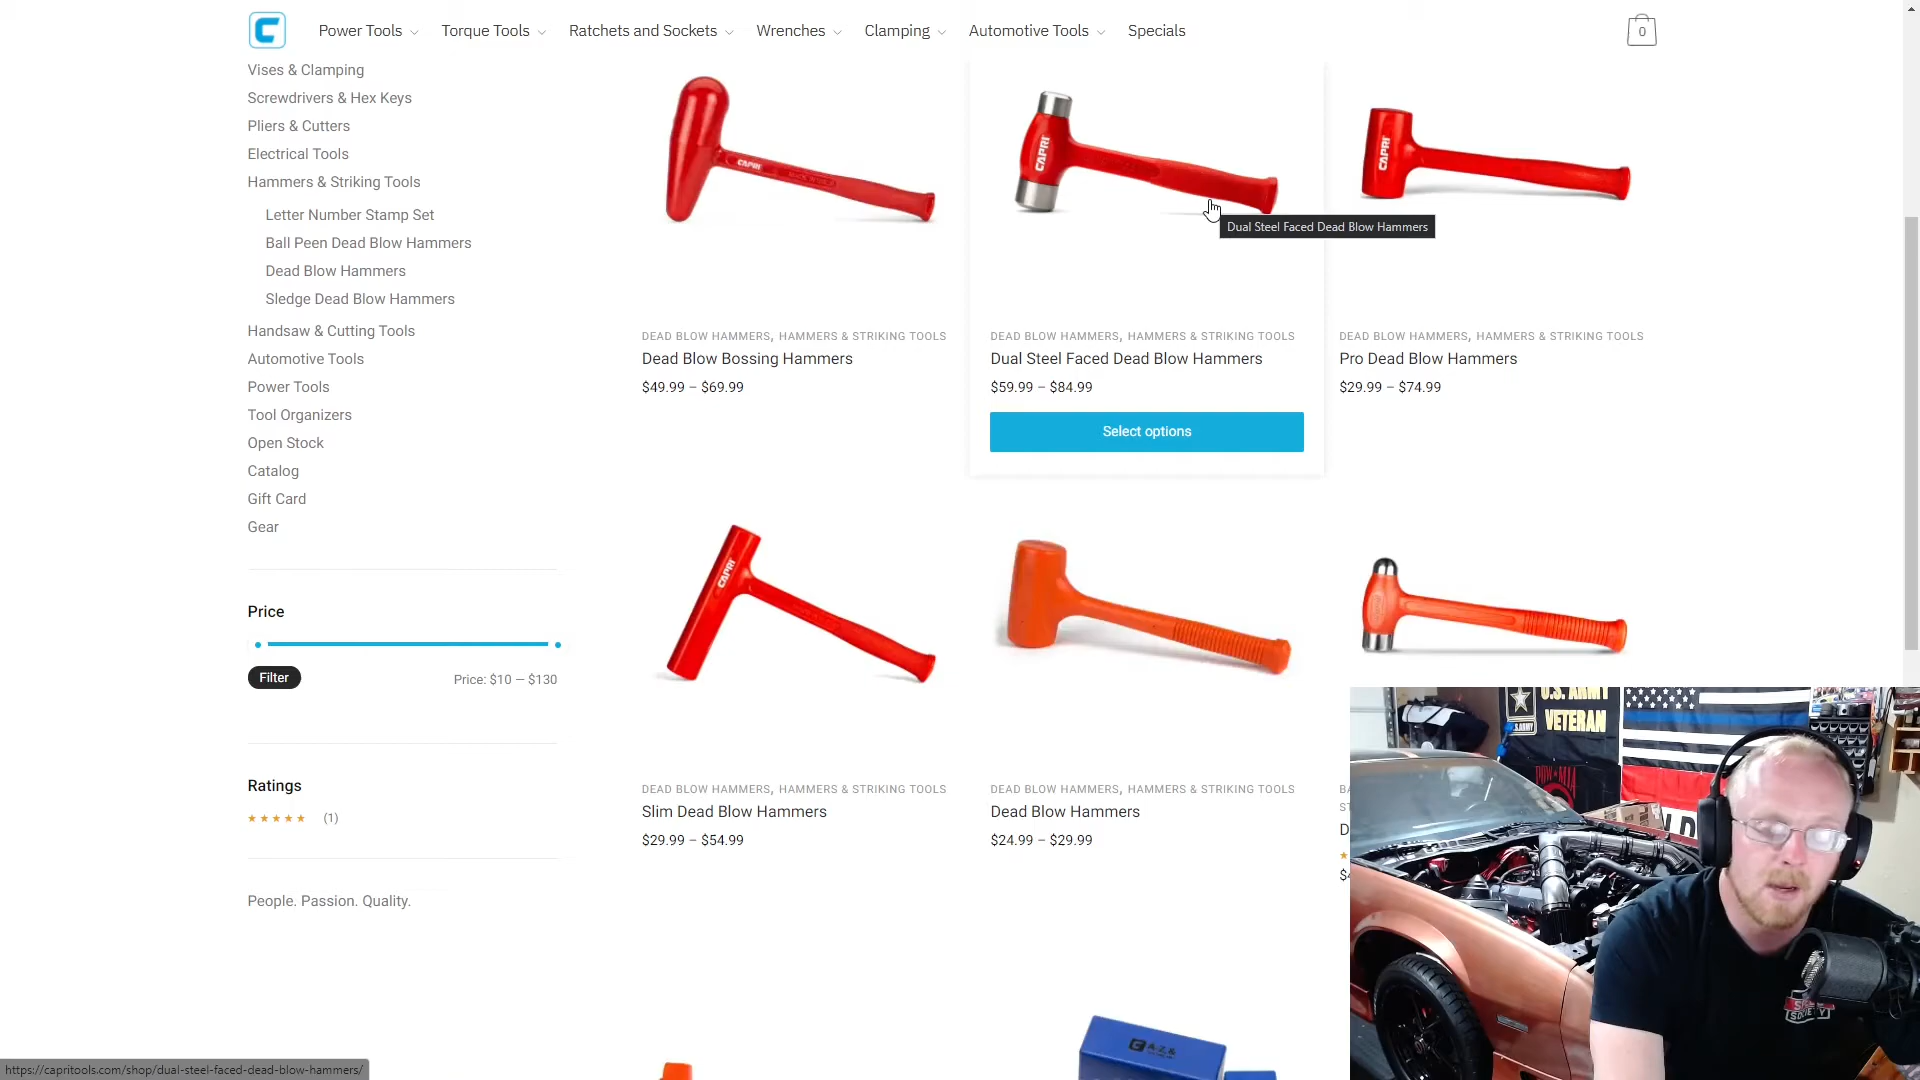 Power Tools
Torque Tools
Ratchets and Sockets
Wrenches
Clamping
Automotive Tools
Specials
0
Vises & Clamping
Screwdrivers & Hex Keys
Pliers & Cutters
Electrical Tools
Hammers & Striking Tools
Letter Number Stamp Set
Ball Peen Dead Blow Hammers
Dead Blow Hammers
Sledge Dead Blow Hammers
Handsaw & Cutting Tools
Automotive Tools
Power Tools
Tool Organizers
Open Stock
Catalog
Gift Card
Gear
Price
Filter
Price: $10 — $130
Ratings
(1)
People. Passion. Quality.
CAPRI
DEAD BLOW HAMMERS, HAMMERS & STRIKING TOOLS
Dead Blow Bossing Hammers
$49.99 – $69.99
CAPRI
Dual Steel Faced Dead Blow Hammers
DEAD BLOW HAMMERS, HAMMERS & STRIKING TOOLS
Dual Steel Faced Dead Blow Hammers
$59.99 – $84.99
Select options
CAPRI
DEAD BLOW HAMMERS, HAMMERS & STRIKING TOOLS
Pro Dead Blow Hammers
$29.99 – $74.99
CAPRI
DEAD BLOW HAMMERS, HAMMERS & STRIKING TOOLS
Slim Dead Blow Hammers
$29.99 – $54.99
DEAD BLOW HAMMERS, HAMMERS & STRIKING TOOLS
Dead Blow Hammers
$24.99 – $29.99
U.S. ARMY
VETERAN
POW MIA
https://capritools.com/shop/dual-steel-faced-dead-blow-hammers/